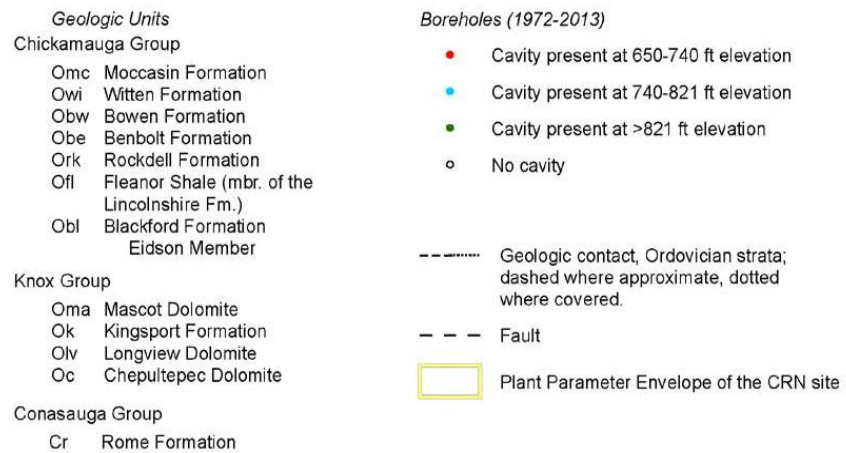 Geologic Units
Chickamauga Group
Omc Moccasin Formation
Owi Witten Formation
Obw Bowen Formation
Obe Benbolt Formation
Ork Rockdell Formation
Ofl Fleanor Shale (mbr. of the
Lincolnshire Fm.)
Obl Blackford Formation
Eidson Member
Knox Group
Oma Mascot Dolomite
Ok Kingsport Formation
Olv Longview Dolomite
Oc Chepultepec Dolomite
Conasauga Group
Cr Rome Formation
Boreholes (1972-2013)
Cavity present at 650-740 ft elevation
Cavity present at 740-821 ft elevation
Cavity present at >821 ft elevation
No cavity
Geologic contact, Ordovician strata;
dashed where approximate, dotted
where covered.
Fault
Plant Parameter Envelope of the CRN site